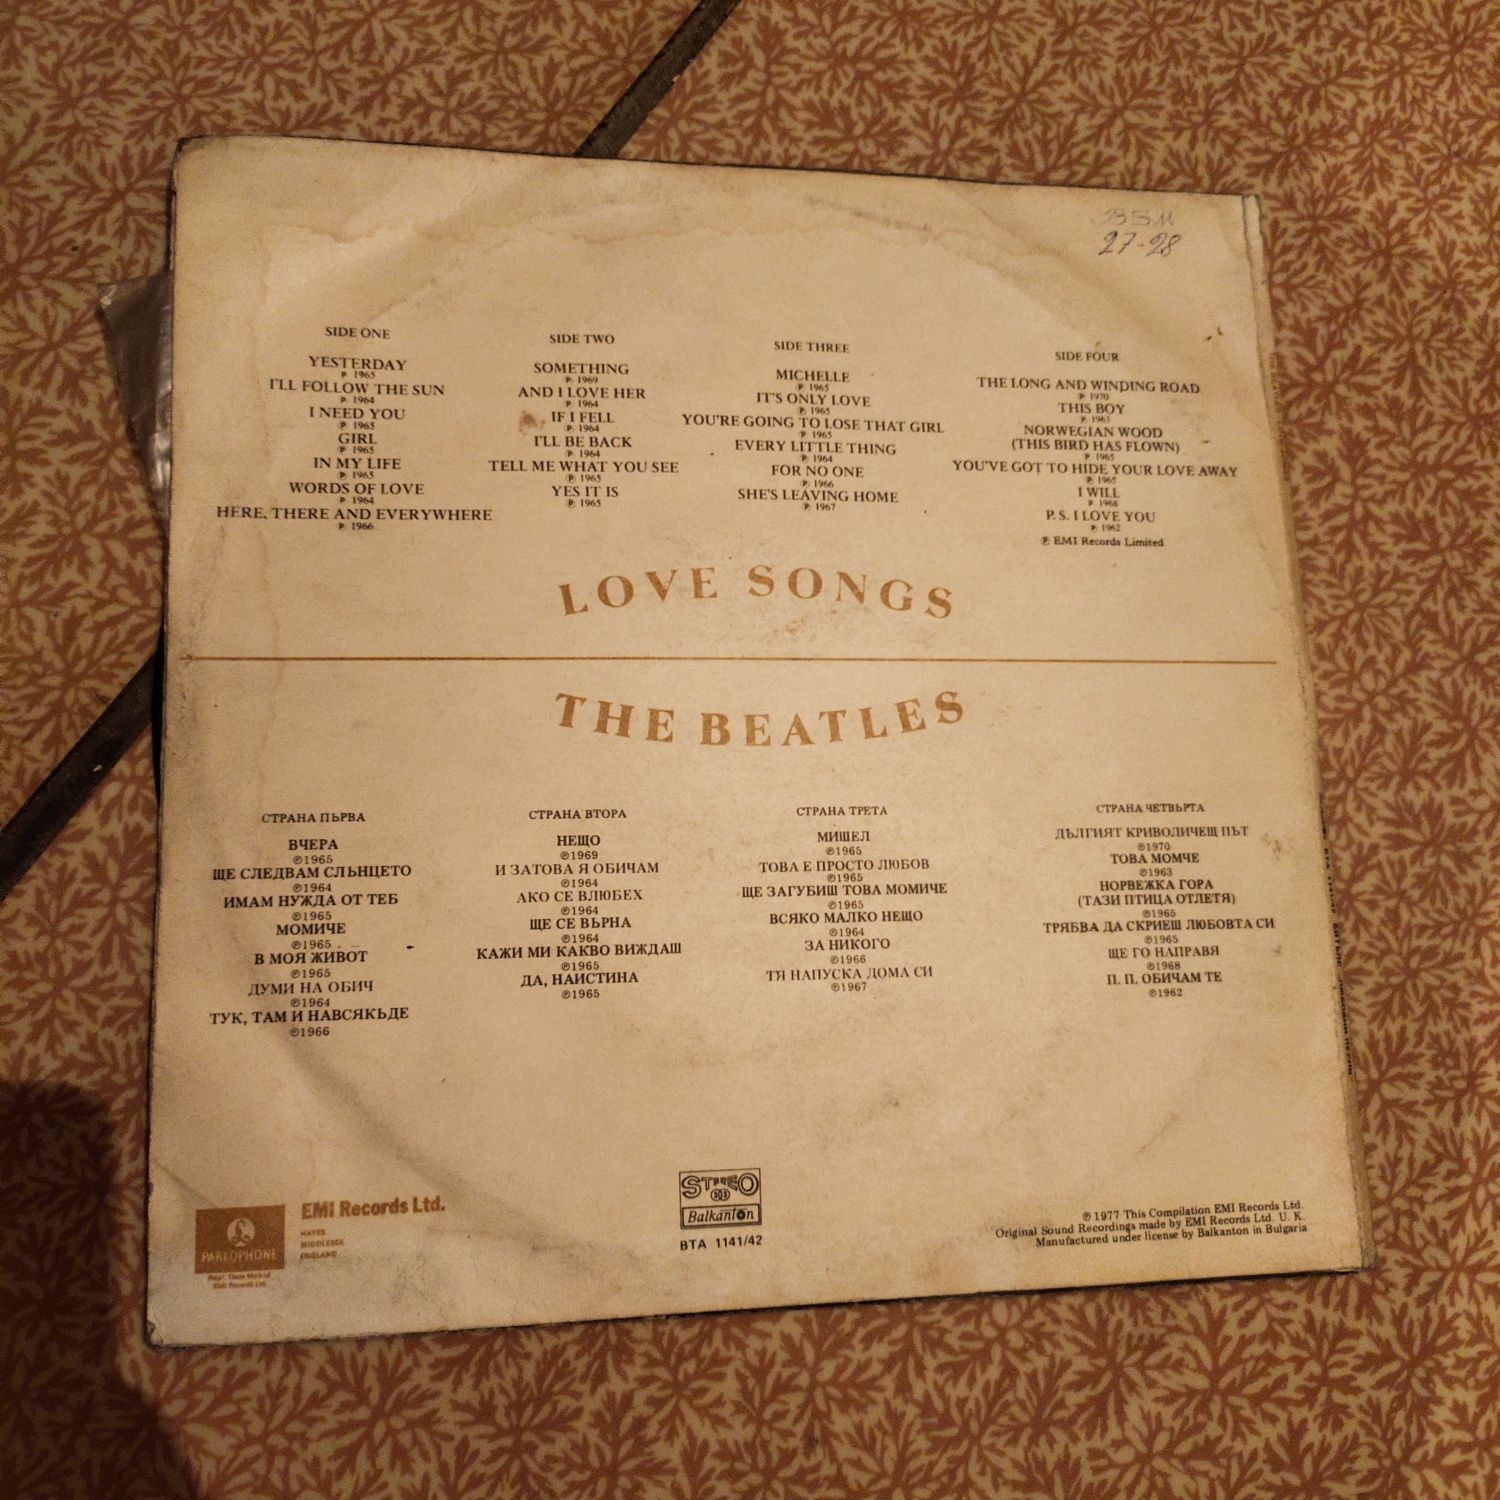 27-28
SIDE ONE
YESTERDAY
℗ 1965
I'LL FOLLOW THE SUN
℗ 1964
I NEED YOU
℗ 1965
GIRL
℗ 1965
IN MY LIFE
℗ 1965
WORDS OF LOVE
℗ 1964
HERE, THERE AND EVERYWHERE
℗ 1966
SIDE TWO
SOMETHING
℗ 1969
AND I LOVE HER
℗ 1964
IF I FELL
℗ 1964
I'LL BE BACK
℗ 1964
TELL ME WHAT YOU SEE
℗ 1965
YES IT IS
℗ 1965
SIDE THREE
MICHELLE
℗ 1965
IT'S ONLY LOVE
℗ 1965
YOU'RE GOING TO LOSE THAT GIRL
℗ 1965
EVERY LITTLE THING
℗ 1964
FOR NO ONE
℗ 1966
SHE'S LEAVING HOME
℗ 1967
SIDE FOUR
THE LONG AND WINDING ROAD
℗ 1970
THIS BOY
℗ 1963
NORWEGIAN WOOD
(THIS BIRD HAS FLOWN)
℗ 1965
YOU'VE GOT TO HIDE YOUR LOVE AWAY
℗ 1965
I WILL
℗ 1968
P.S. I LOVE YOU
℗ 1962
℗ EMI Records Limited
LOVE SONGS
THE BEATLES
СТРАНА ПЪРВА
ВЧЕРА
℗1965
ЩЕ СЛЕДВАМ СЛЪНЦЕТО
℗1964
ИМАМ НУЖДА ОТ ТЕБ
℗1965
МОМИЧЕ
℗1965
В МОЯ ЖИВОТ
℗1965
ДУМИ НА ОБИЧ
℗1964
ТУК, ТАМ И НАВСЯКЪДЕ
℗1966
СТРАНА ВТОРА
НЕЩО
℗1969
И ЗАТОВА Я ОБИЧАМ
℗1964
АКО СЕ ВЛЮБЕХ
℗1964
ЩЕ СЕ ВЪРНА
℗1964
КАЖИ МИ КАКВО ВИЖДАШ
℗1965
ДА, НАИСТИНА
℗1965
СТРАНА ТРЕТА
МИШЕЛ
℗1965
ТОВА Е ПРОСТО ЛЮБОВ
℗1965
ЩЕ ЗАГУБИШ ТОВА МОМИЧЕ
℗1965
ВСЯКО МАЛКО НЕЩО
℗1964
ЗА НИКОГО
℗1966
ТЯ НАПУСКА ДОМА СИ
℗1967
СТРАНА ЧЕТВЪРТА
ДЪЛГИЯТ КРИВОЛИЧЕЩ ПЪТ
℗1970
ТОВА МОМЧЕ
℗1963
НОРВЕЖКА ГОРА
(ТАЗИ ПТИЦА ОТЛЕТЯ)
℗1965
ТРЯБВА ДА СКРИЕШ ЛЮБОВТА СИ
℗1965
ЩЕ ГО НАПРАВЯ
℗1968
П. П. ОБИЧАМ ТЕ
℗1962
PARLOPHONE
Regd. Trade Mark of
EMI Records Ltd.
EMI Records Ltd.
HAYES
MIDDLESEX
ENGLAND
STEREO
33
Balkanton
BTA 1141/42
℗ 1977 This Compilation EMI Records Ltd.
Original Sound Recordings made by EMI Records Ltd. U. K.
Manufactured under license by Balkanton in Bulgaria